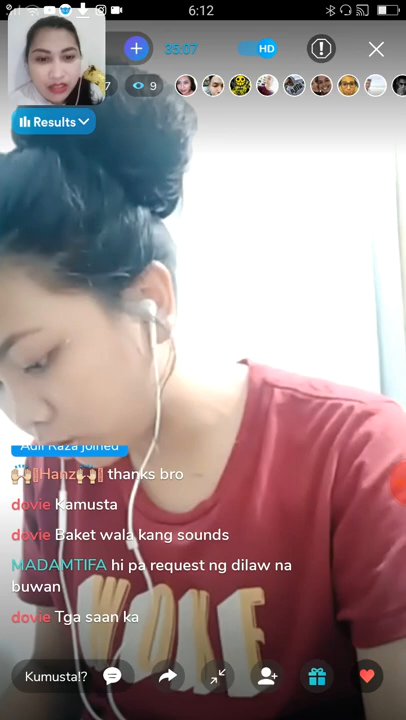 6:12
35:07
HD
7
9
Results
Adil Raza joined
Hanz thanks bro
dovie Kamusta
dovie Baket wala kang sounds
MADAMTIFA hi pa request ng dilaw na
buwan
dovie Tga saan ka
WOKE
Kumusta!?